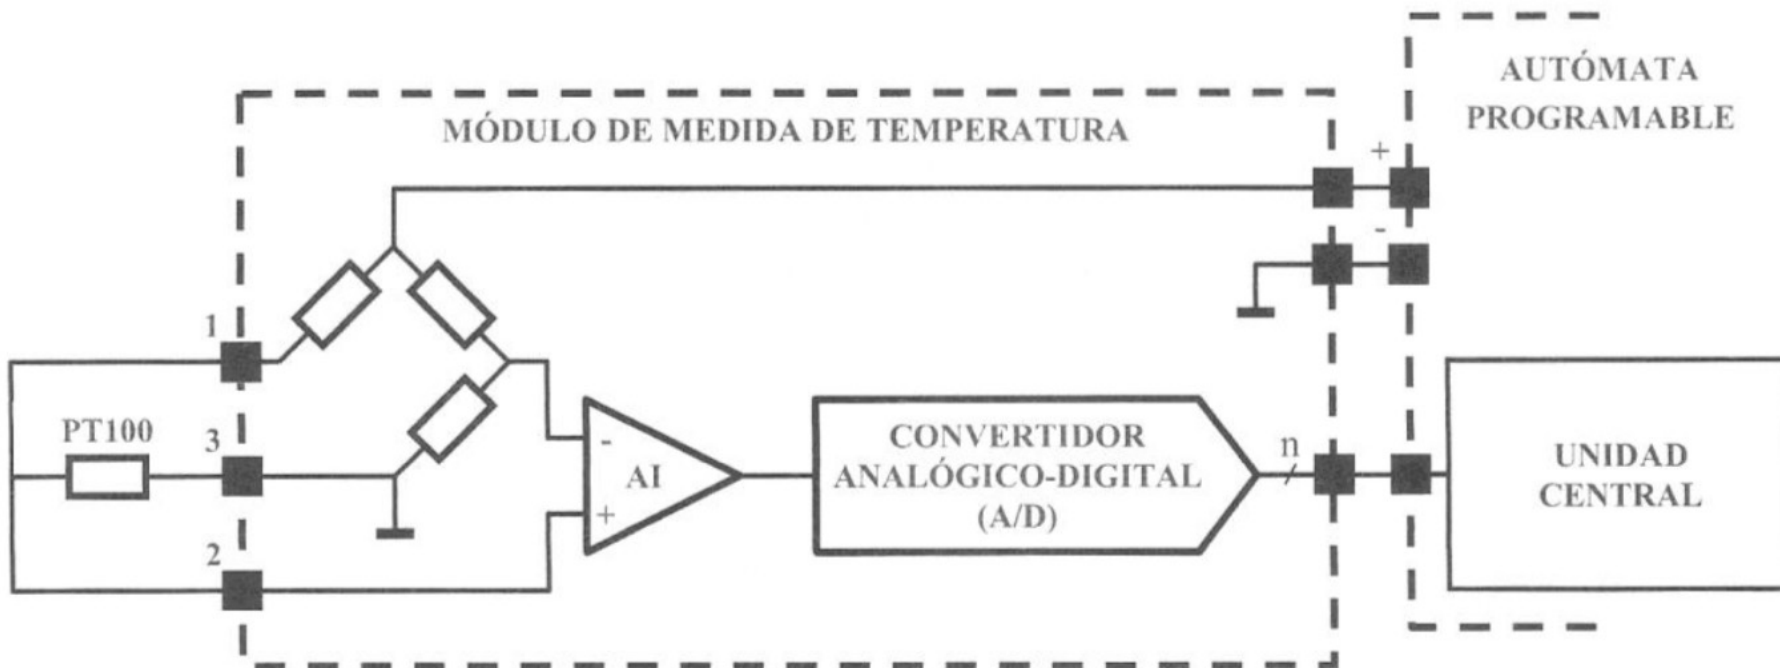 AUTÓMATA
PROGRAMABLE
MÓDULO DE MEDIDA DE TEMPERATURA
+
-
1
PT100
3
2
-
AI
+
CONVERTIDOR
ANALÓGICO-DIGITAL
(A/D)
n
UNIDAD
CENTRAL